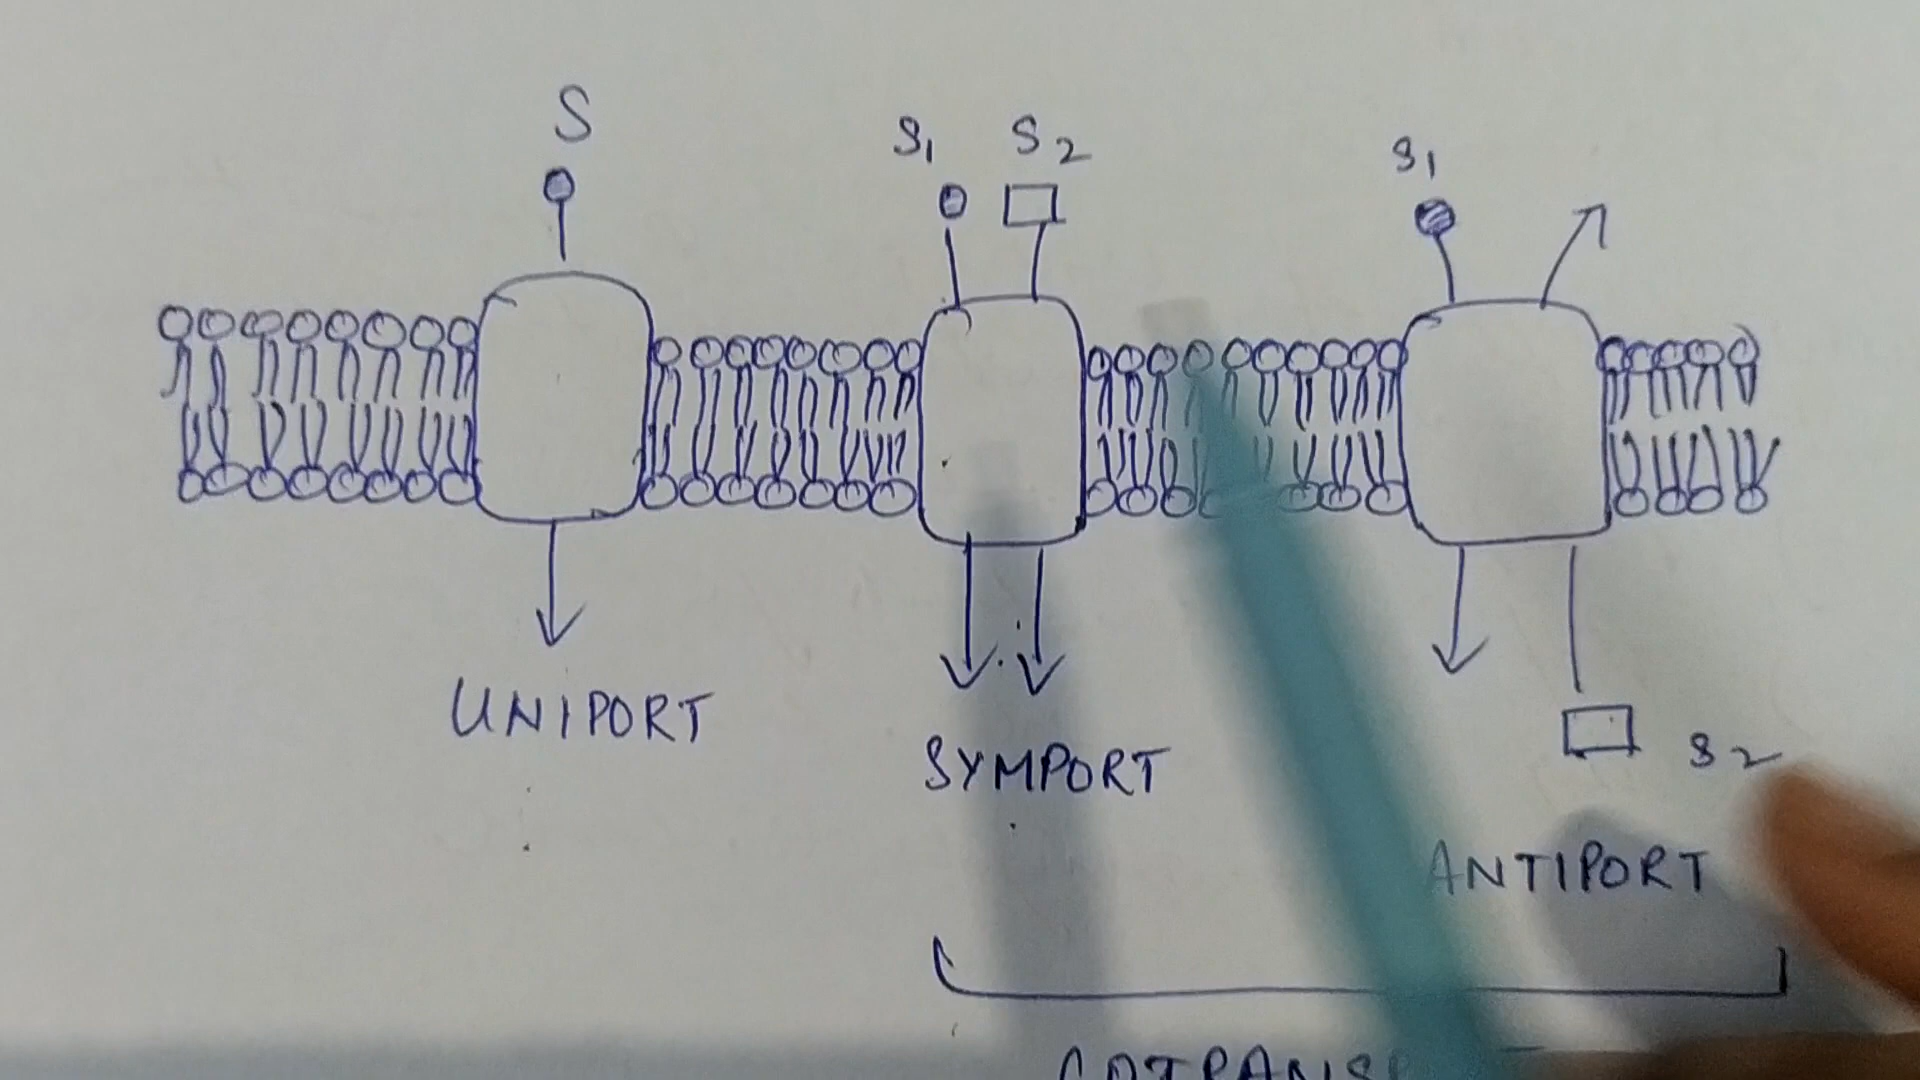 S
S1 S2
S1
S2
UNIPORT
SYMPORT
ANTIPORT